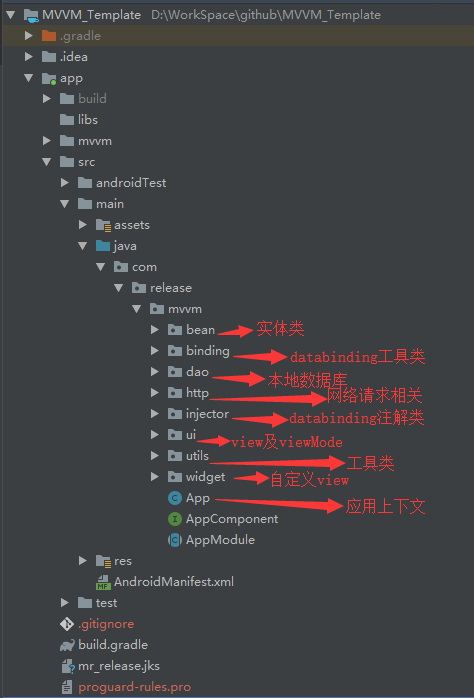 MVVM_Template D:\WorkSpace\github\MVVM_Template
.gradle
.idea
app
build
libs
mvvm
src
androidTest
main
assets
java
com
release
mvvm
bean 实体类
binding databinding工具类
dao 本地数据库
http 网络请求相关
injector databinding注解类
ui view及viewMode
utils 工具类
widget 自定义view
C App 应用上下文
I AppComponent
C AppModule
res
MF AndroidManifest.xml
test
.gitignore
build.gradle
mr_release.jks
proguard-rules.pro